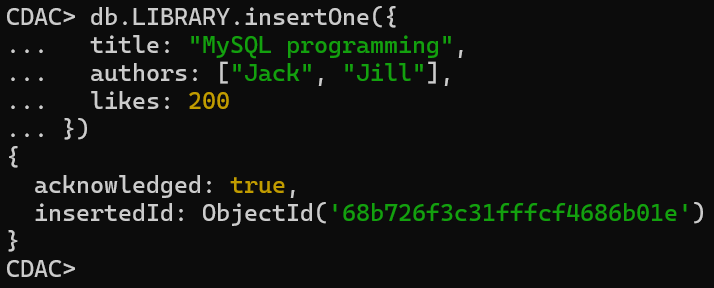 CDAC> db.LIBRARY.insertOne({
...   title: "MySQL programming",
...   authors: ["Jack", "Jill"],
...   likes: 200
... })
{
  acknowledged: true,
  insertedId: ObjectId('68b726f3c31fffcf4686b01e')
}
CDAC>